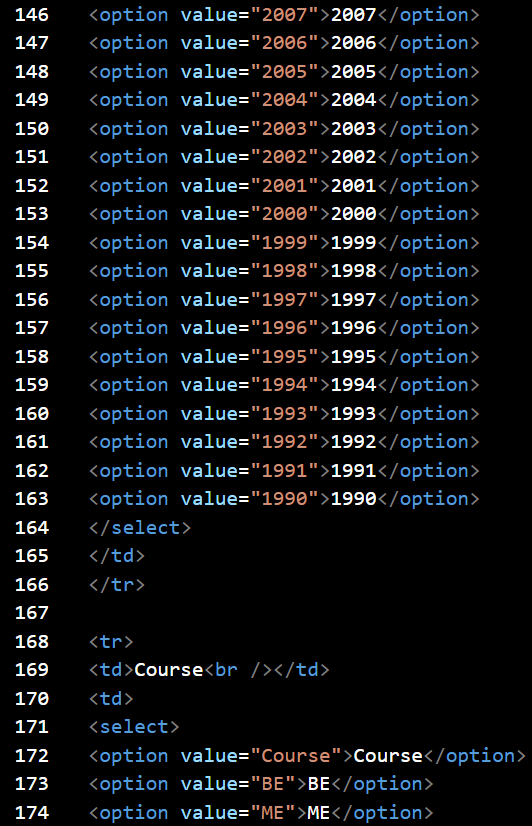 146 <option value="2007">2007</option>
147 <option value="2006">2006</option>
148 <option value="2005">2005</option>
149 <option value="2004">2004</option>
150 <option value="2003">2003</option>
151 <option value="2002">2002</option>
152 <option value="2001">2001</option>
153 <option value="2000">2000</option>
154 <option value="1999">1999</option>
155 <option value="1998">1998</option>
156 <option value="1997">1997</option>
157 <option value="1996">1996</option>
158 <option value="1995">1995</option>
159 <option value="1994">1994</option>
160 <option value="1993">1993</option>
161 <option value="1992">1992</option>
162 <option value="1991">1991</option>
163 <option value="1990">1990</option>
164 </select>
165 </td>
166 </tr>
167
168 <tr>
169 <td>Course<br /></td>
170 <td>
171 <select>
172 <option value="Course">Course</option>
173 <option value="BE">BE</option>
174 <option value="ME">ME</option>